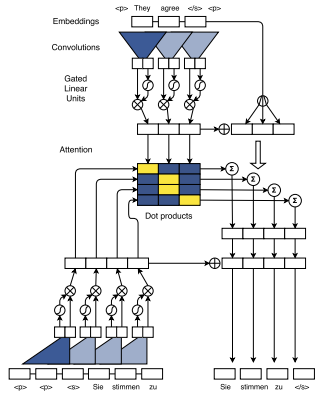 <p> They agree </s> <p>
Embeddings
Convolutions
Gated
Linear
Units
Attention
Σ
Σ
Σ
Σ
Dot products
<p> <p> <s> Sie stimmen zu
Sie stimmen zu </s>